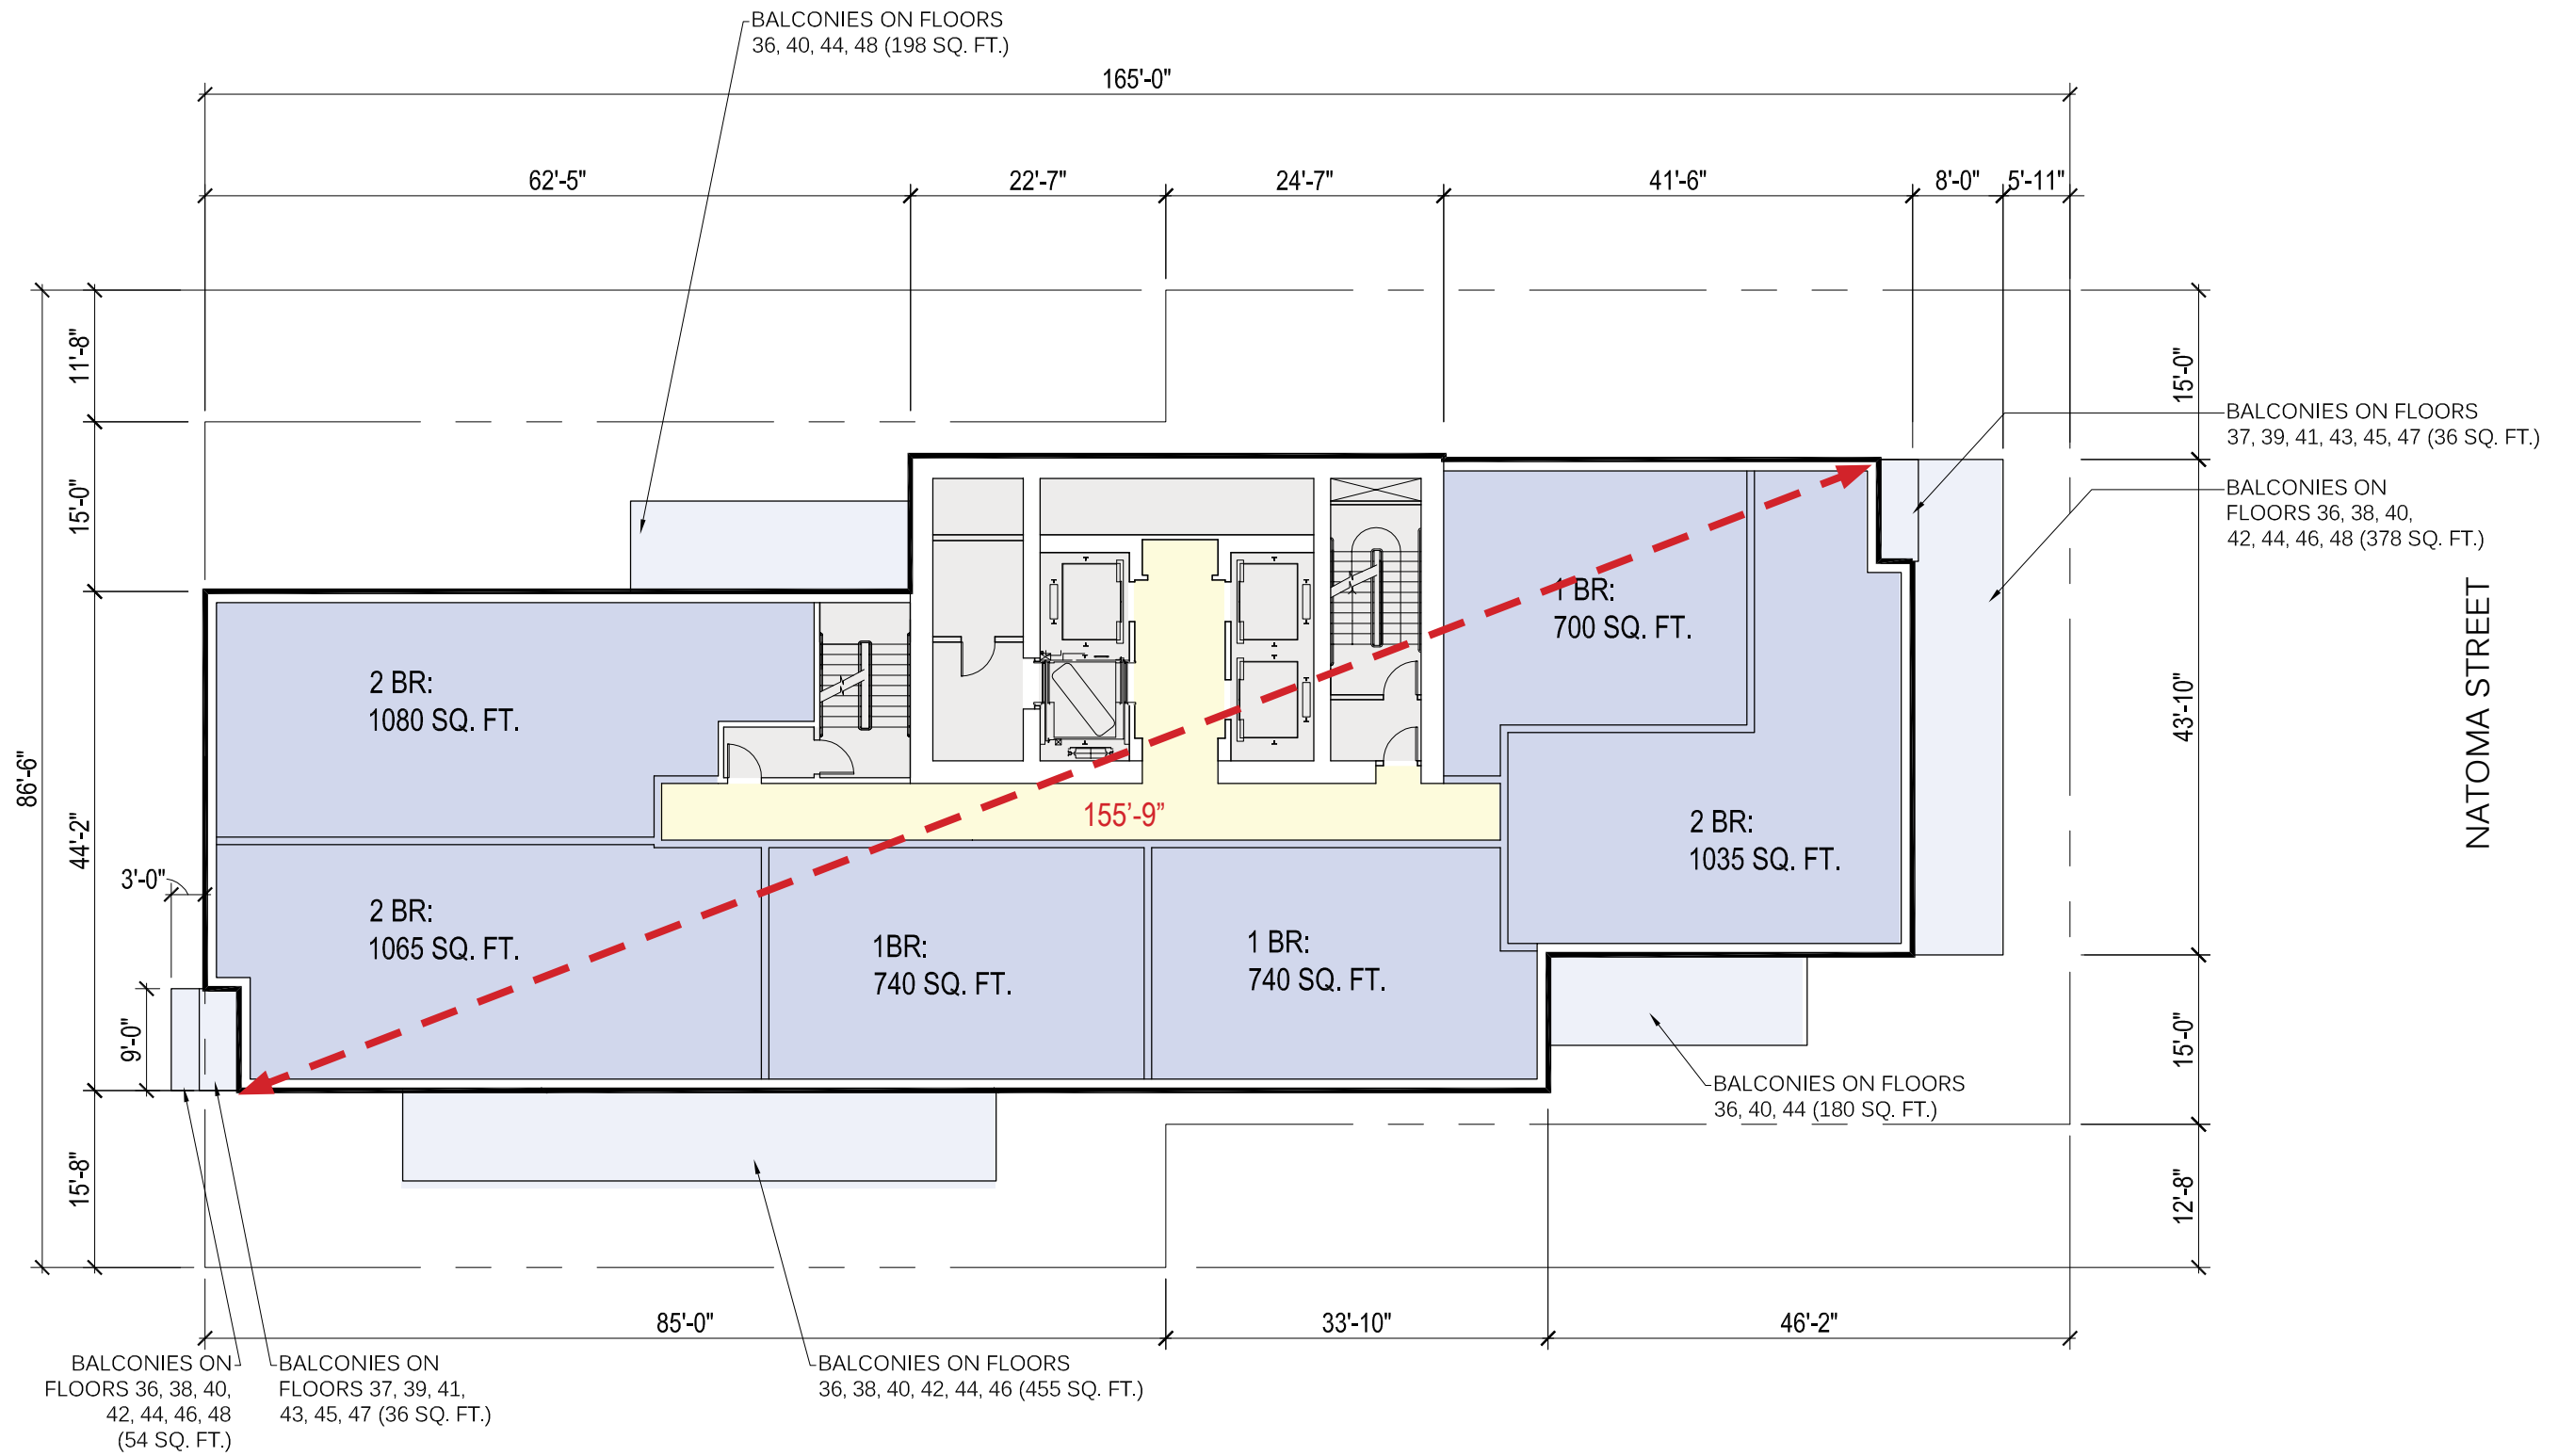 BALCONIES ON FLOORS
36, 40, 44, 48 (198 SQ. FT.)
165'-0"
62'-5"
22'-7"
24'-7"
41'-6"
8'-0"
5'-11"
11'-8"
15'-0"
86'-6"
44'-2"
3'-0"
9'-0"
15'-8"
15'-0"
43'-10"
15'-0"
12'-8"
BALCONIES ON FLOORS
37, 39, 41, 43, 45, 47 (36 SQ. FT.)
BALCONIES ON
FLOORS 36, 38, 40,
42, 44, 46, 48 (378 SQ. FT.)
NATOMA STREET
1 BR:
700 SQ. FT.
2 BR:
1080 SQ. FT.
155'-9”
2 BR:
1035 SQ. FT.
2 BR:
1065 SQ. FT.
1BR:
740 SQ. FT.
1 BR:
740 SQ. FT.
BALCONIES ON FLOORS
36, 40, 44 (180 SQ. FT.)
85'-0"
33'-10"
46'-2"
BALCONIES ON
FLOORS 36, 38, 40,
42, 44, 46, 48
(54 SQ. FT.)
BALCONIES ON
FLOORS 37, 39, 41,
43, 45, 47 (36 SQ. FT.)
BALCONIES ON FLOORS
36, 38, 40, 42, 44, 46 (455 SQ. FT.)